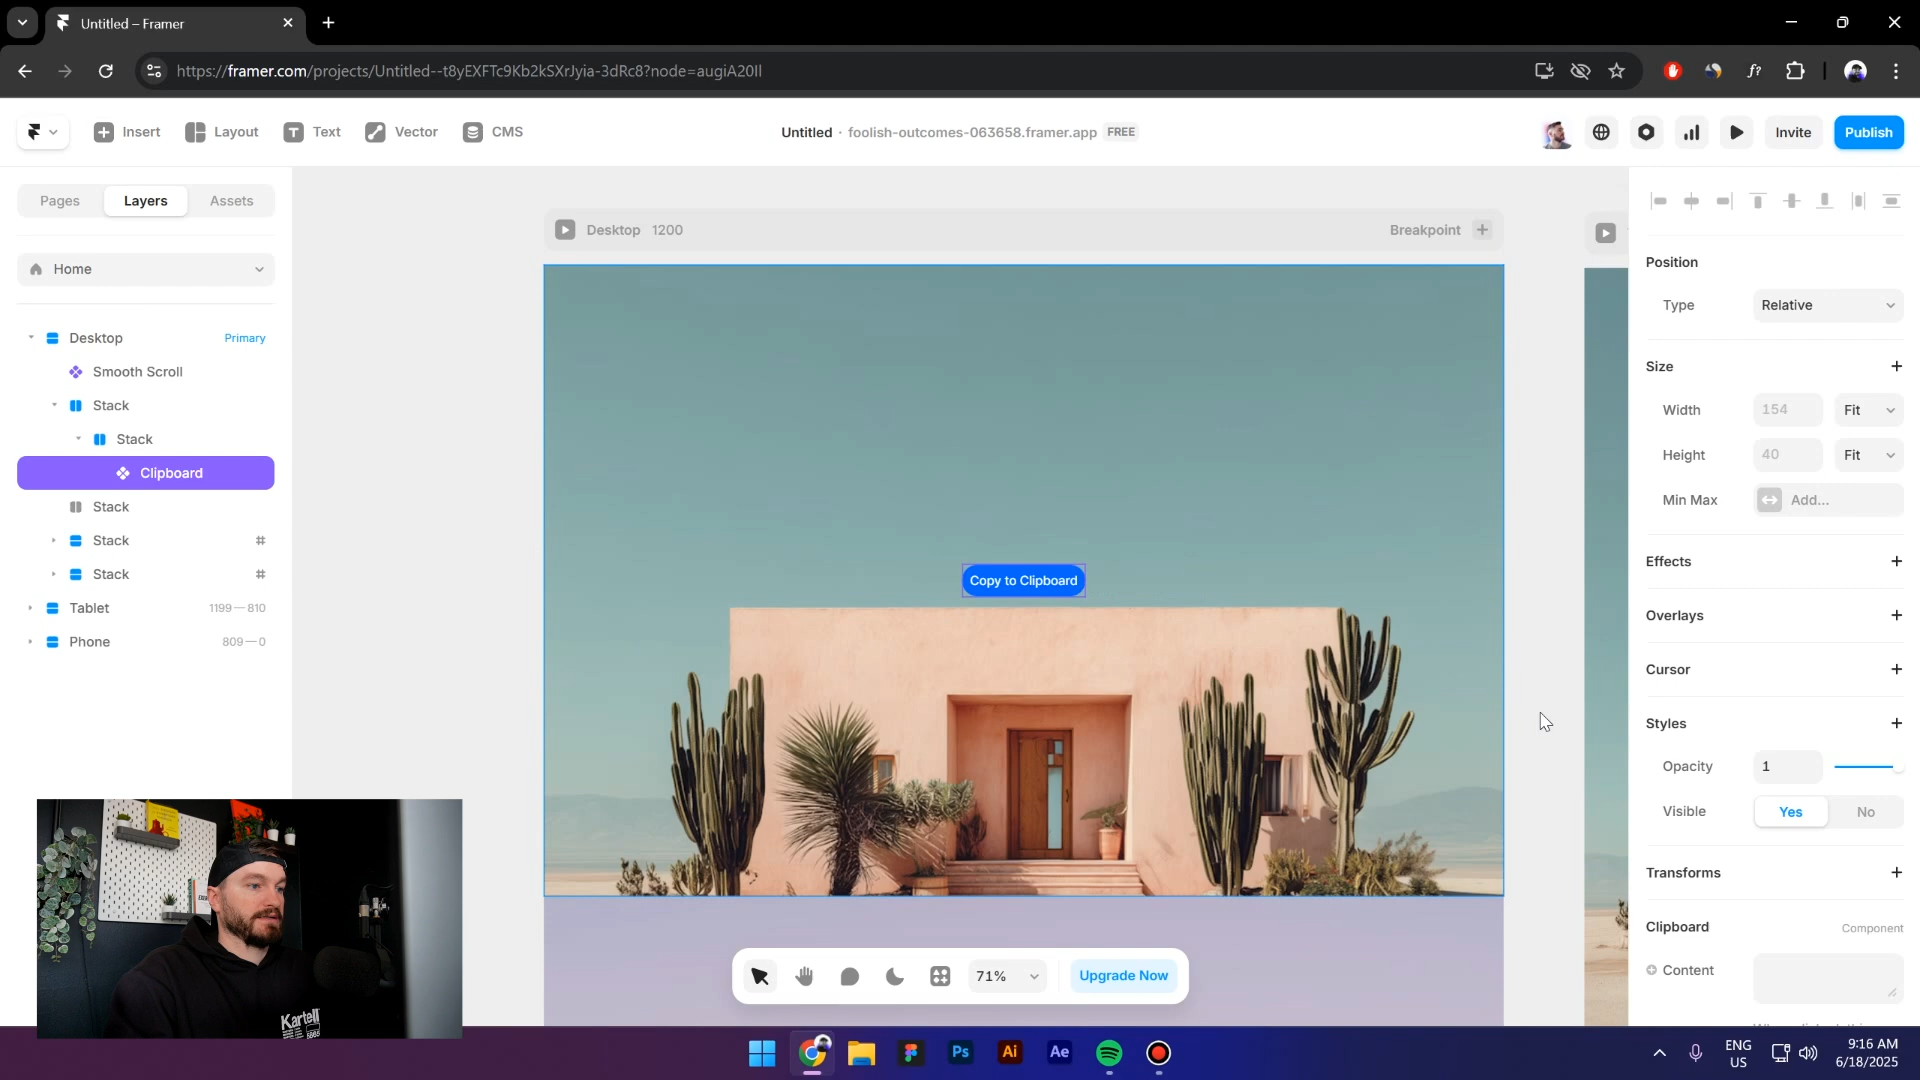 Untitled – Framer
https://framer.com/projects/Untitled--t8yEXFTc9Kb2kSXrJyia-3dRc8?node=augiA20Il
f?
Insert
Layout
Text
Vector
CMS
Untitled · foolish-outcomes-063658.framer.app FREE
Invite
Publish
Pages
Layers
Assets
Home
Desktop Primary
Smooth Scroll
Stack
Stack
Clipboard
Stack
Stack
Stack
Tablet 1199—810
Phone 809—0
Desktop 1200
Breakpoint
Copy to Clipboard
71%
Upgrade Now
Position
Type Relative
Size
Width 154 Fit
Height 40 Fit
Min Max Add...
Effects
Overlays
Cursor
Styles
Opacity 1
Visible Yes No
Transforms
Clipboard Component
Content
Kartell
Ps
Ai
Ae
ENG
US
9:16 AM
6/18/2025